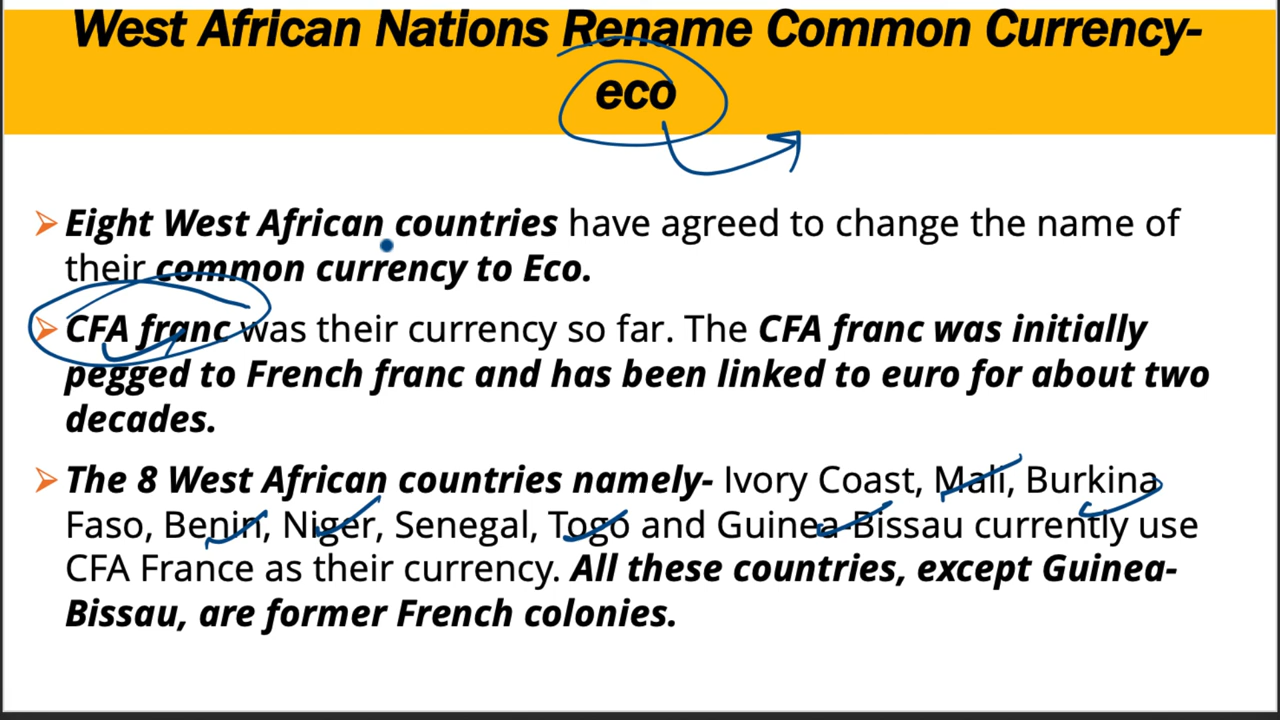 West African Nations Rename Common Currency-
eco
Eight West African countries have agreed to change the name of
their common currency to Eco.
CFA franc was their currency so far. The CFA franc was initially
pegged to French franc and has been linked to euro for about two
decades.
The 8 West African countries namely- Ivory Coast, Mali, Burkina
Faso, Benin, Niger, Senegal, Togo and Guinea-Bissau currently use
CFA France as their currency. All these countries, except Guinea-
Bissau, are former French colonies.